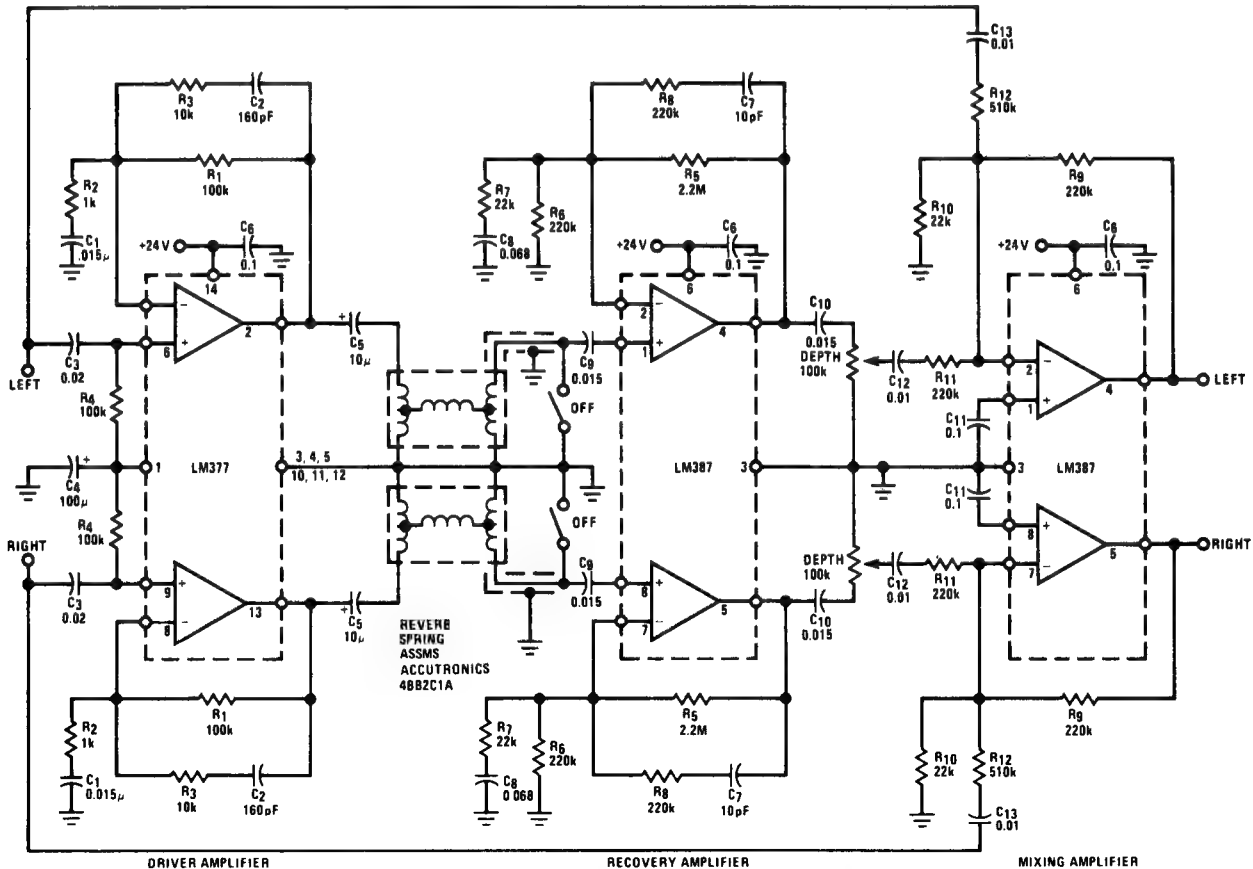 C13
0.01
R3
10k
C2
160pF
R8
220k
C7
10pF
R12
510k
R1
100k
R5
2.2M
R9
220k
R2
1k
R7
22k
R6
220k
R10
22k
C1
.015μ
C8
0.068
+24V
C6
0.1
14
+24V
C6
0.1
6
+24V
C6
0.1
6
−
+
2
6
C3
0.02
LEFT
C5
+
10μ
C9
0.015
2
−
1
+
4
C10
0.015
DEPTH
100k
C12
0.01
R11
220k
2
−
1
+
4
LEFT
R4
100k
OFF
C11
0.1
C4
+
100μ
1
LM377
3, 4, 5
10, 11, 12
LM387
3
3
LM387
C11
0.1
R4
100k
OFF
RIGHT
C3
0.02
9
+
8
−
13
C5
+
10μ
C9
0.015
8
+
7
−
5
C10
0.015
DEPTH
100k
C12
0.01
R11
220k
8
+
7
−
5
RIGHT
REVERB
SPRING
ASSMS
ACCUTRONICS
4BB2C1A
R1
100k
R5
2.2M
R9
220k
R2
1k
R7
22k
R6
220k
R10
22k
R12
510k
C1
0.015μ
R3
10k
C2
160pF
C8
0.068
R8
220k
C7
10pF
C13
0.01
DRIVER AMPLIFIER
RECOVERY AMPLIFIER
MIXING AMPLIFIER